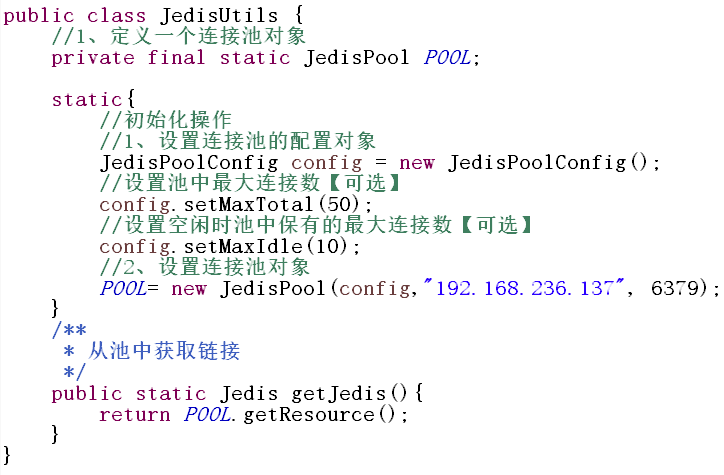 public class JedisUtils {
    //1、定义一个连接池对象
    private final static JedisPool POOL;

    static{
        //初始化操作
        //1、设置连接池的配置对象
        JedisPoolConfig config = new JedisPoolConfig();
        //设置池中最大连接数【可选】
        config.setMaxTotal(50);
        //设置空闲时池中保有的最大连接数【可选】
        config.setMaxIdle(10);
        //2、设置连接池对象
        POOL= new JedisPool(config,"192.168.236.137", 6379);
    }
    /**
     * 从池中获取链接
     */
    public static Jedis getJedis(){
        return POOL.getResource();
    }
}